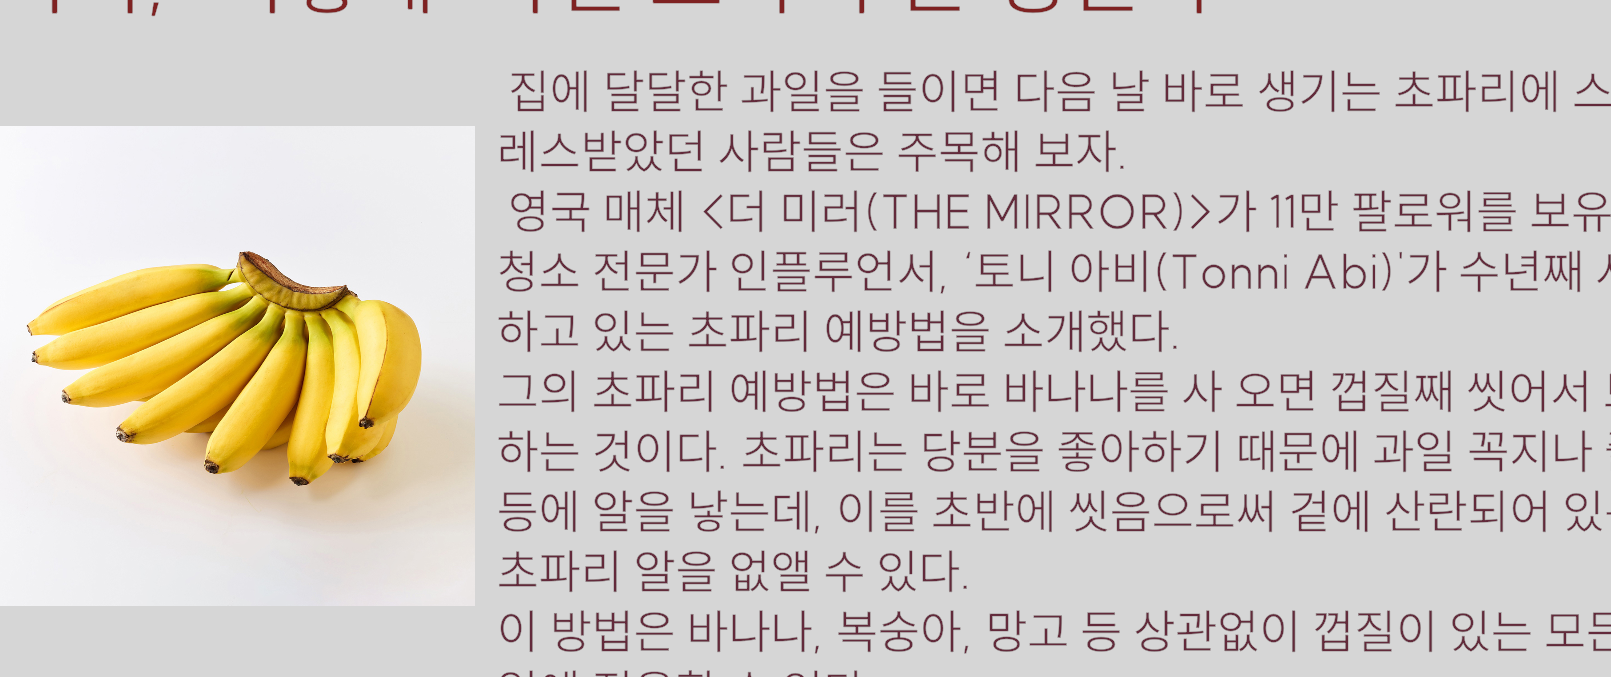 집에 달달한 과일을 들이면 다음 날 바로 생기는 초파리에 스
레스받았던 사람들은 주목해 보자.
영국 매체 <더 미러(THE MIRROR)>가 11만 팔로워를 보유
청소 전문가 인플루언서, ‘토니 아비(Tonni Abi)’가 수년째
하고 있는 초파리 예방법을 소개했다.
그의 초파리 예방법은 바로 바나나를 사 오면 껍질째 씻어서
하는 것이다. 초파리는 당분을 좋아하기 때문에 과일 꼭지나
등에 알을 낳는데, 이를 초반에 씻음으로써 겉에 산란되어 있
초파리 알을 없앨 수 있다.
이 방법은 바나나, 복숭아, 망고 등 상관없이 껍질이 있는 모든